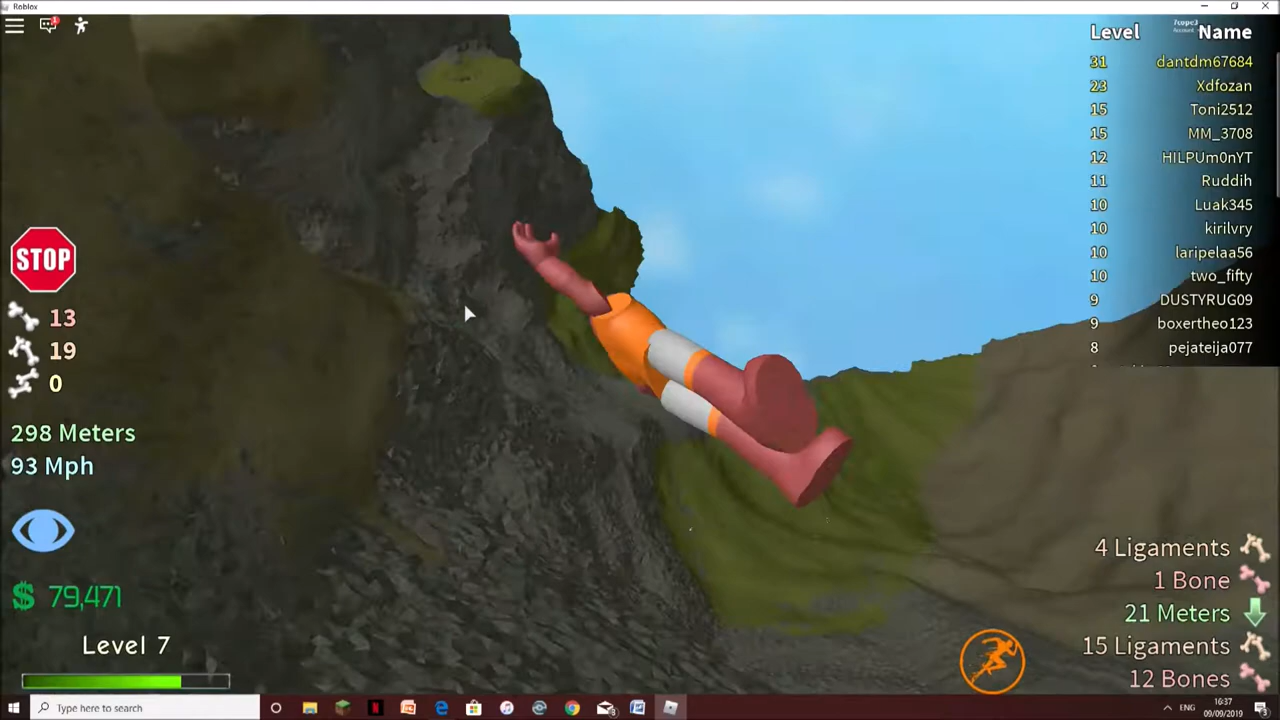 Roblox
1
Level Name
31 dantdm67684
23 Xdfozan
15 Toni2512
15 MM_3708
12 HILPUm0nYT
11 Ruddih
10 Luak345
10 kirilvry
10 laripelaa56
10 two_fifty
9 DUSTYRUG09
9 boxertheo123
8 pejateija077
STOP
13
19
0
298 Meters
93 Mph
$ 79,471
Level 7
4 Ligaments
1 Bone
21 Meters
15 Ligaments
12 Bones
Type here to search
ENG
16:37
09/09/2019